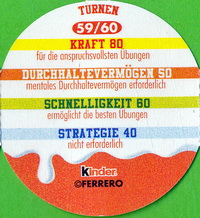 TURNEN
59/60
KRAFT 80
für die anspruchsvollsten Übungen
DURCHHALTEVERMÖGEN 50
mentales Durchhaltevermögen erforderlich
SCHNELLIGKEIT 60
ermöglicht die besten Übungen
STRATEGIE 40
nicht erforderlich
Kinder
©FERRERO